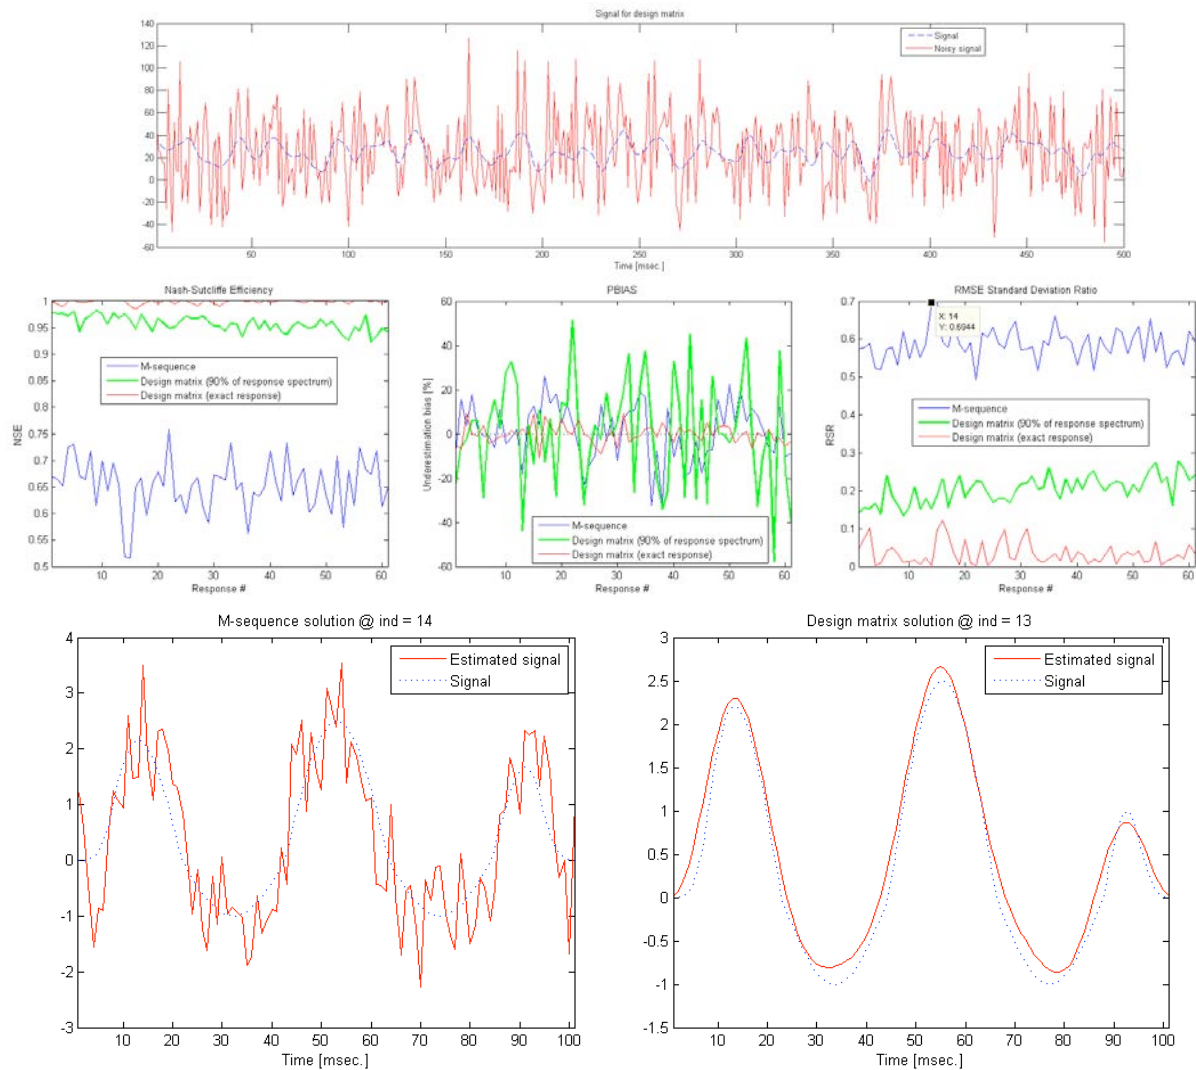 Signal for design matrix
140
120
100
80
60
40
20
0
-20
-40
-60
Signal
Noisy signal
50 100 150 200 250 300 350 400 450 500
Time [msec.]
Nash-Sutcliffe Efficiency
1
0.95
0.9
0.85
0.8
0.75
0.7
0.65
0.6
0.55
0.5
NSE
M-sequence
Design matrix (90% of response spectrum)
Design matrix (exact response)
10 20 30 40 50 60
Response #
PBIAS
60
40
20
0
-20
-40
-60
Underestimation bias [%]
M-sequence
Design matrix (90% of response spectrum)
Design matrix (exact response)
10 20 30 40 50 60
Response #
RMSE Standard Deviation Ratio
0.7
0.6
0.5
0.4
0.3
0.2
0.1
0
RSR
X: 14
Y: 0.6944
M-sequence
Design matrix (90% of response spectrum)
Design matrix (exact response)
10 20 30 40 50 60
Response #
M-sequence solution @ ind = 14
4
3
2
1
0
-1
-2
-3
Estimated signal
Signal
10 20 30 40 50 60 70 80 90 100
Time [msec.]
Design matrix solution @ ind = 13
3
2.5
2
1.5
1
0.5
0
-0.5
-1
-1.5
Estimated signal
Signal
10 20 30 40 50 60 70 80 90 100
Time [msec.]